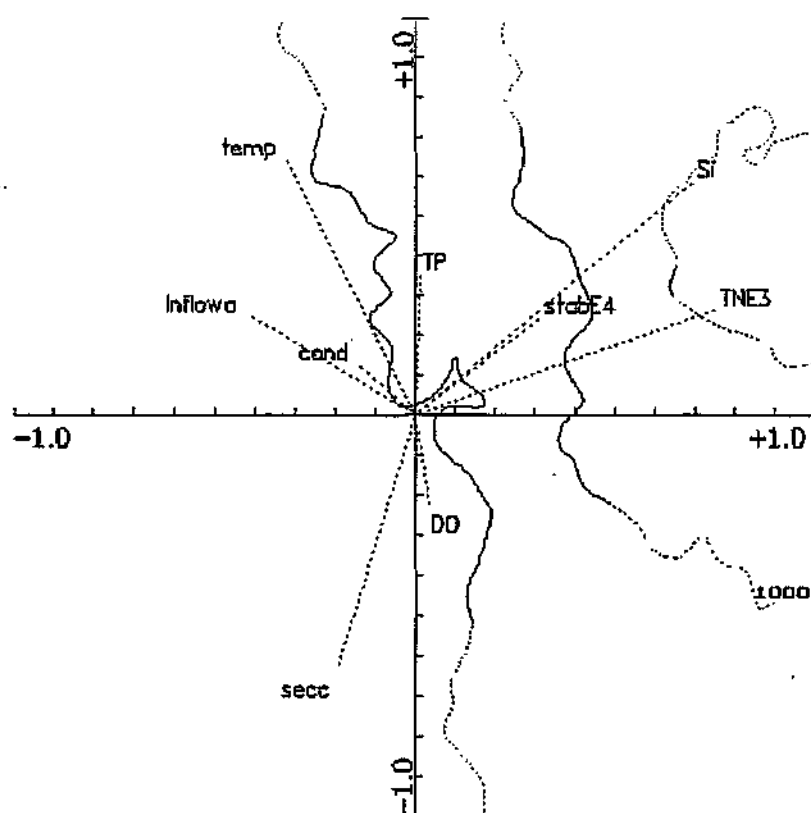 +1.0
temp
Si
TP
Inflowa
stabE4
TNE3
cond
-1.0
+1.0
DO
1000
secc
-1.0